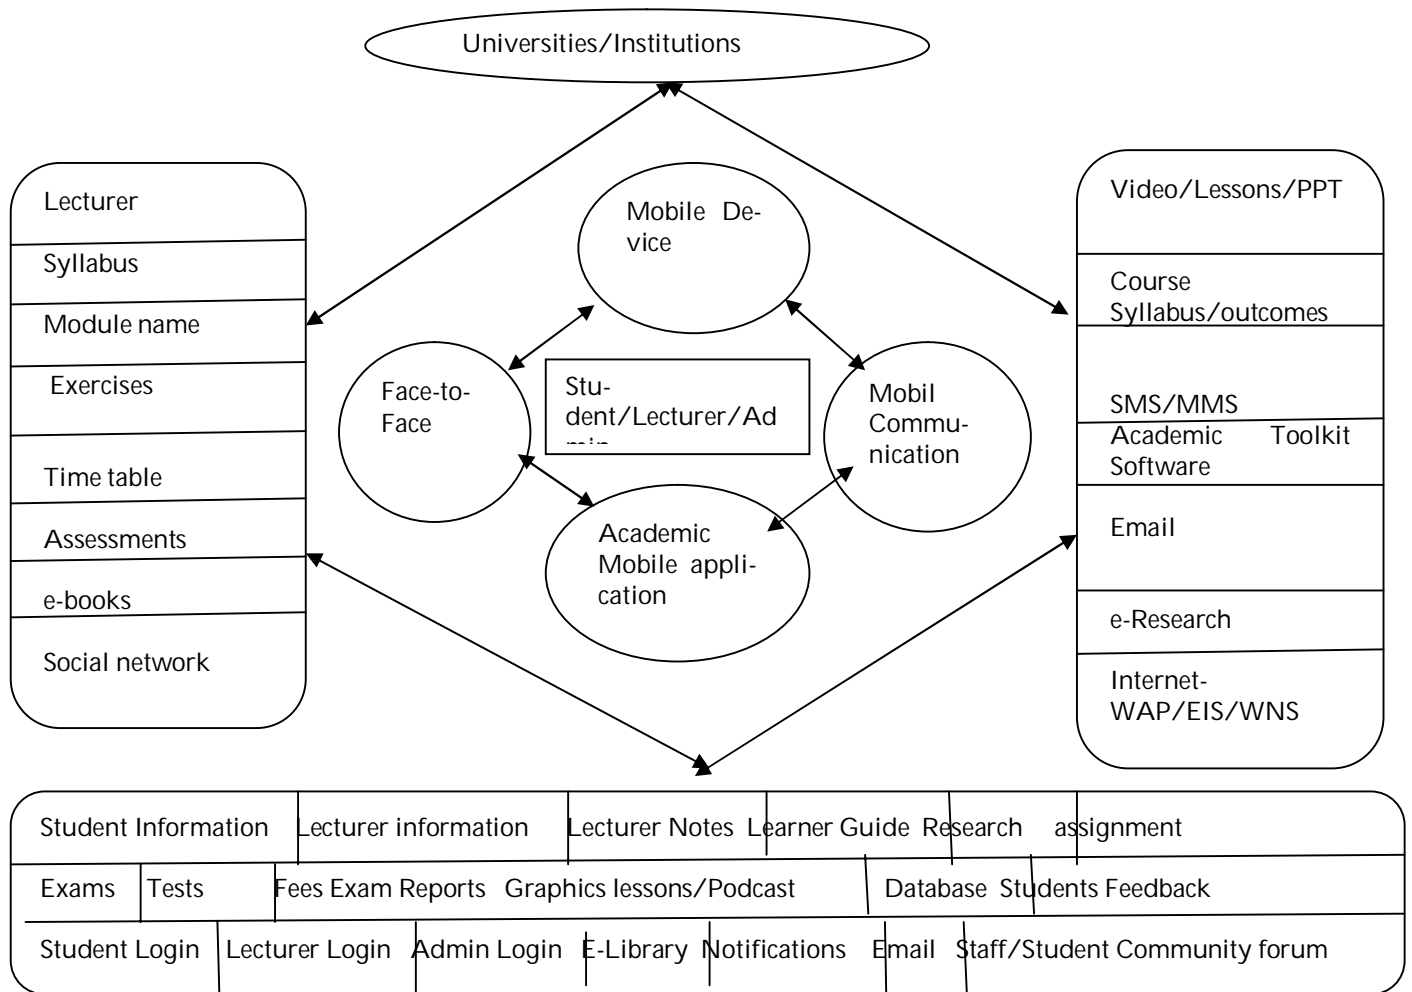 Universities/Institutions
Lecturer
Syllabus
Module name
Exercises
Time table
Assessments
e-books
Social network
Mobile De-
vice
Face-to-
Face
Stu-
dent/Lecturer/Ad
Mobil
Commu-
nication
Academic
Mobile appli-
cation
Video/Lessons/PPT
Course
Syllabus/outcomes
SMS/MMS
Academic Toolkit
Software
Email
e-Research
Internet-
WAP/EIS/WNS
Student Information Lecturer information Lecturer Notes Learner Guide Research assignment
Exams Tests Fees Exam Reports Graphics lessons/Podcast Database Students Feedback
Student Login Lecturer Login Admin Login E-Library Notifications Email Staff/Student Community forum